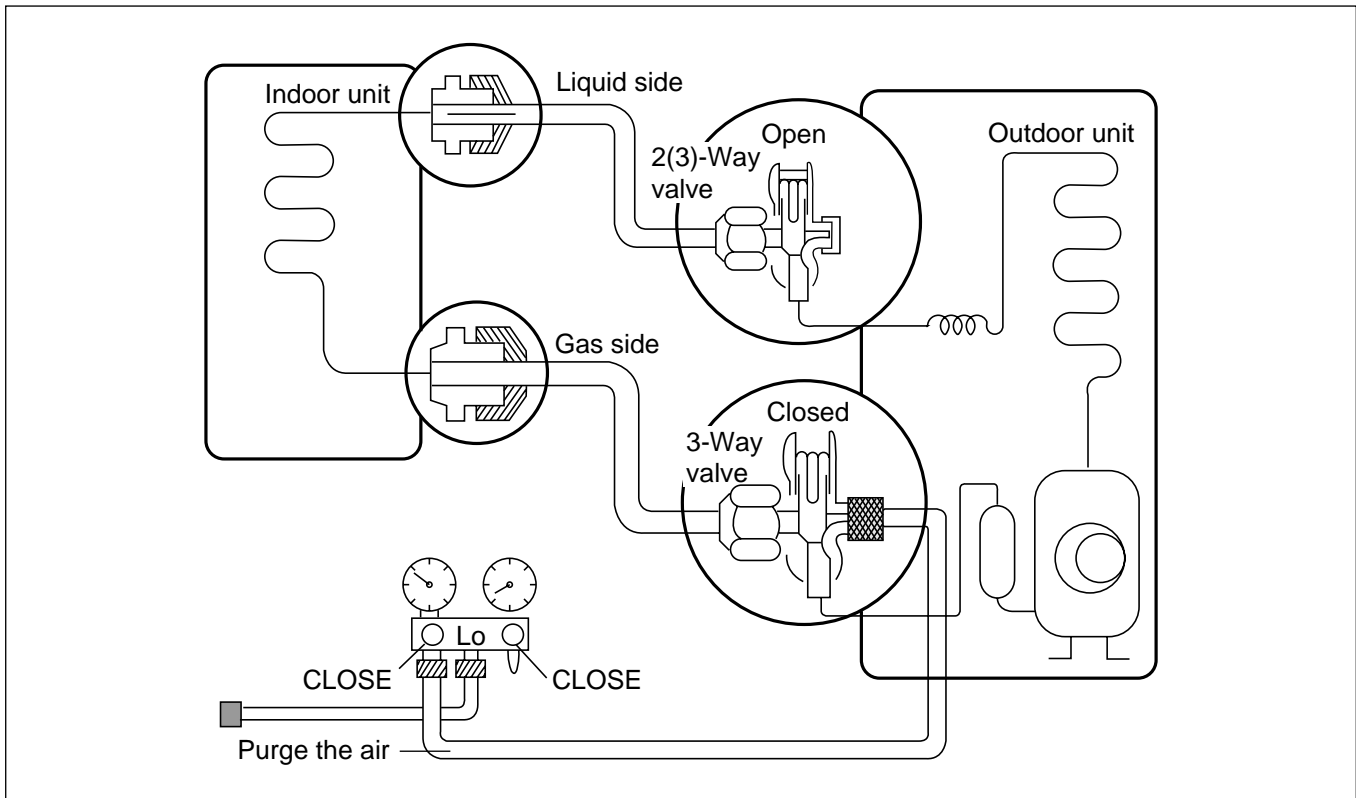 Indoor unit
Liquid side
Open
2(3)-Way
valve
Outdoor unit
Gas side
Closed
3-Way
valve
Lo
CLOSE
CLOSE
Purge the air